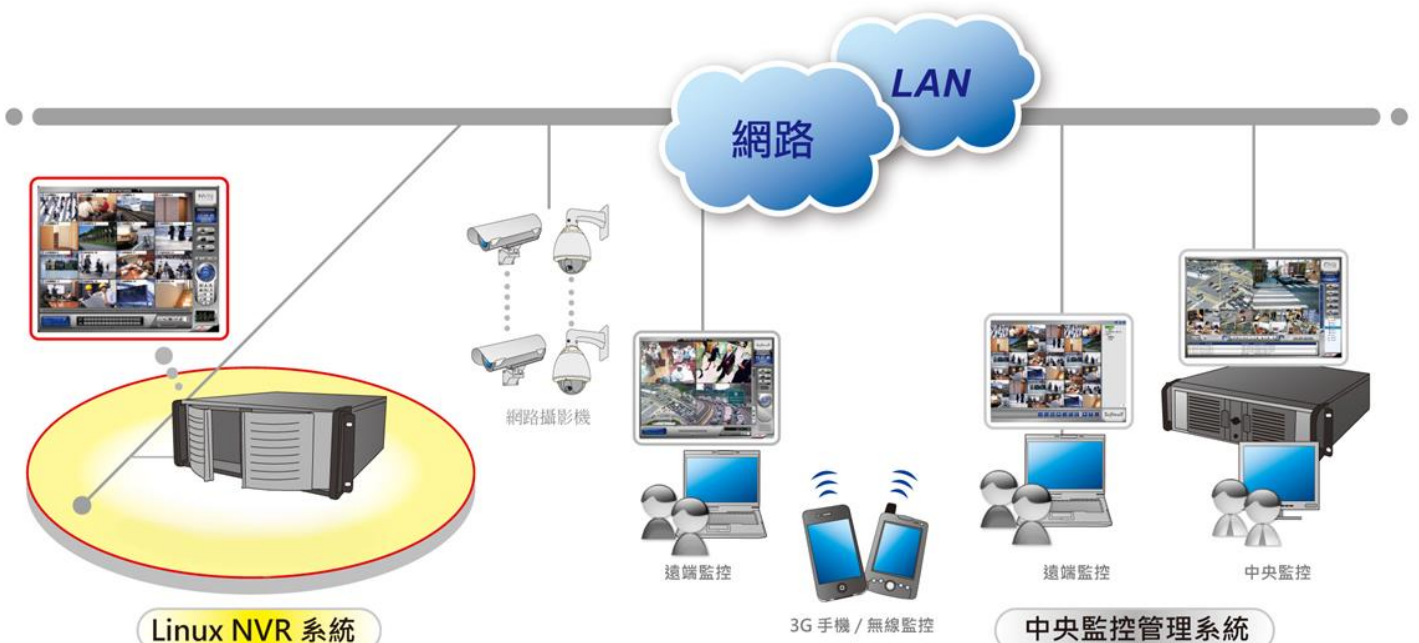 LAN
網路
網路攝影機
遠端監控
3G 手機 / 無線監控
遠端監控
中央監控
Linux NVR 系統
中央監控管理系統